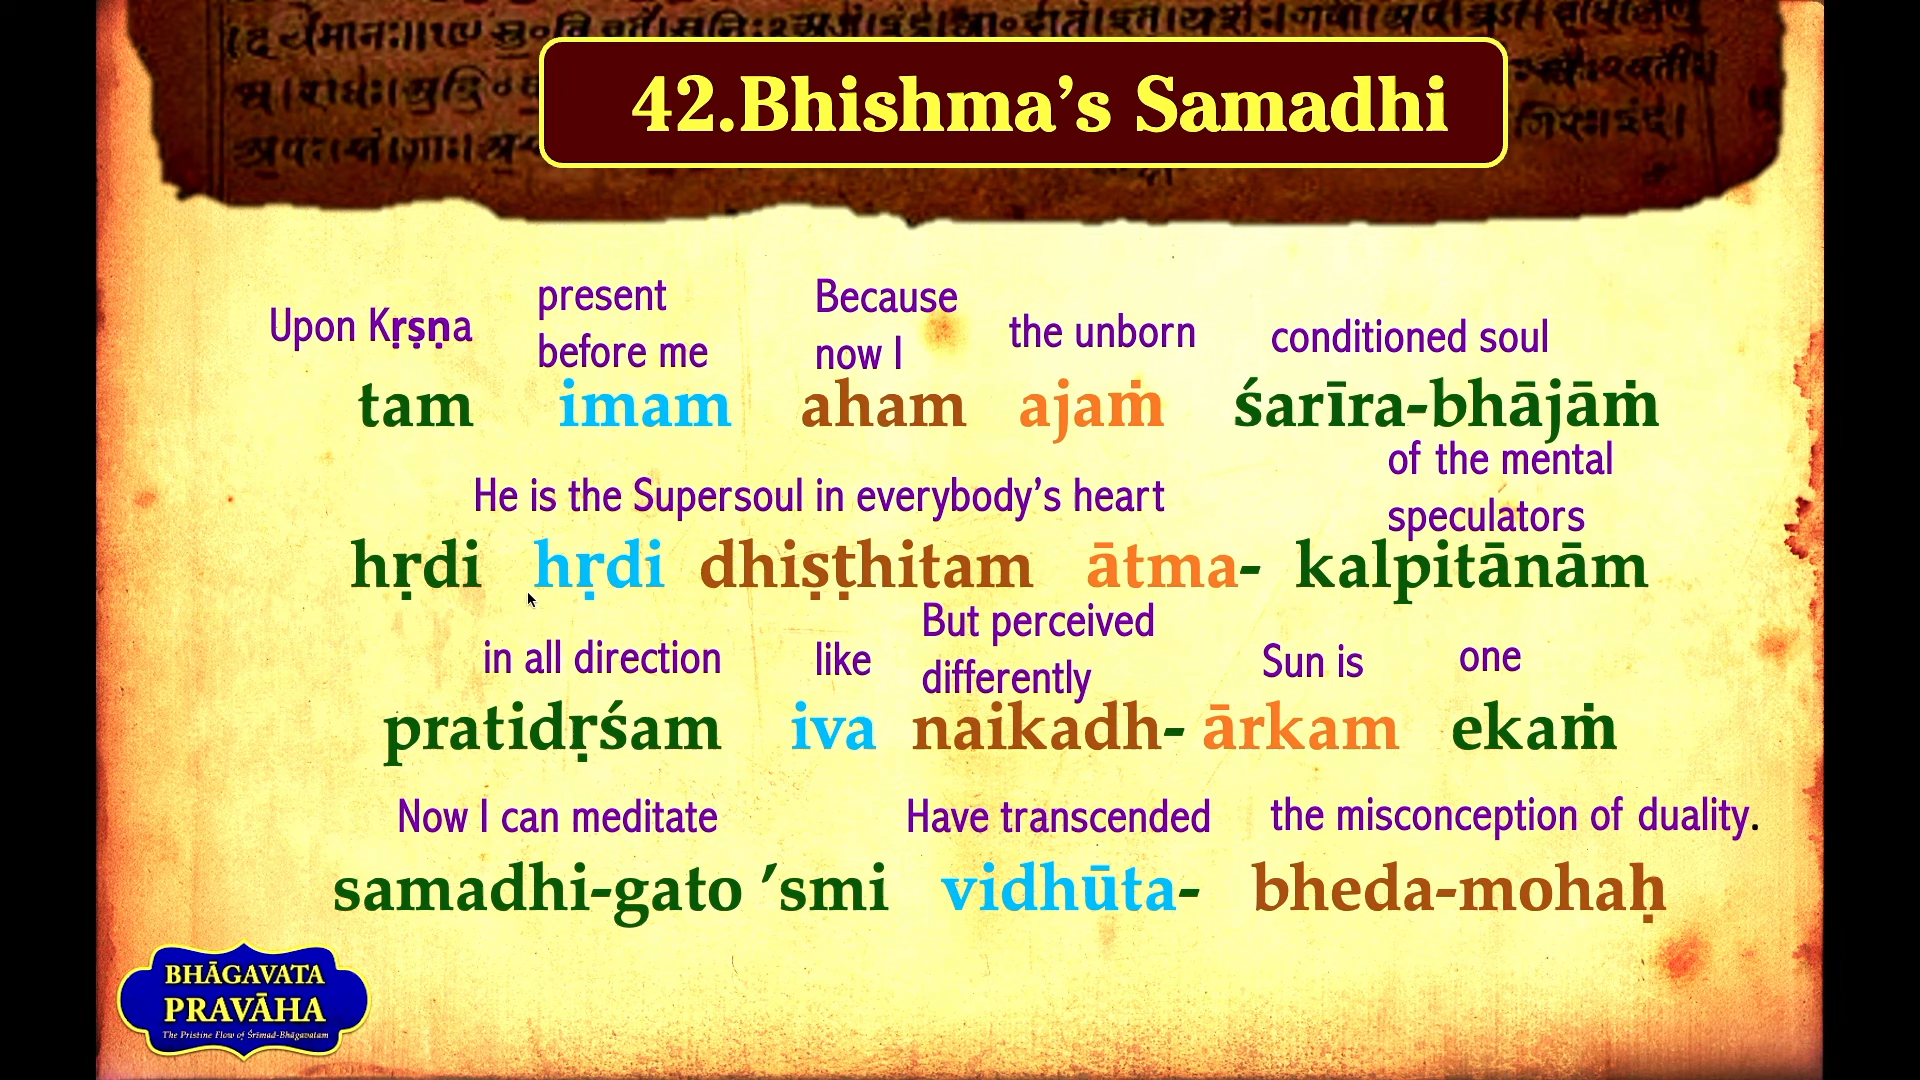 42.Bhishma's Samadhi
Upon Kṛṣṇa present before me Because now I the unborn conditioned soul
tam imam aham ajaṁ śarīra-bhājāṁ
He is the Supersoul in everybody's heart of the mental speculators
hṛdi hṛdi dhiṣṭhitam ātma- kalpitānām
in all direction like But perceived differently Sun is one
pratidṛśam iva naikadh- ārkam ekaṁ
Now I can meditate Have transcended the misconception of duality.
samadhi-gato ’smi vidhūta- bheda-mohaḥ
BHĀGAVATA
PRAVĀHA
The Pristine Flow of Śrīmad-Bhāgavatam